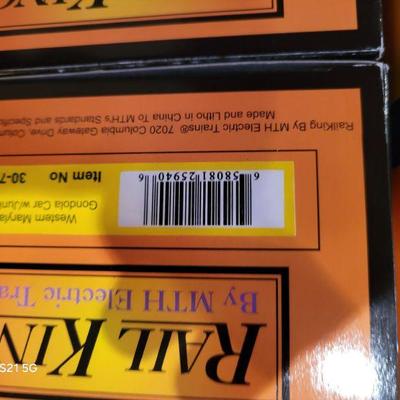 RAIL KIN
By MTH Electric Tra
Western Maryla
Gondola Car w/Jun
Item No 30-7
6 58081 25940 6
RailKing By MTH Electric Trains® 7020 Columbia Gateway Drive, Colum
Made and Litho in China To MTH's Standards and Specific
S21 5G